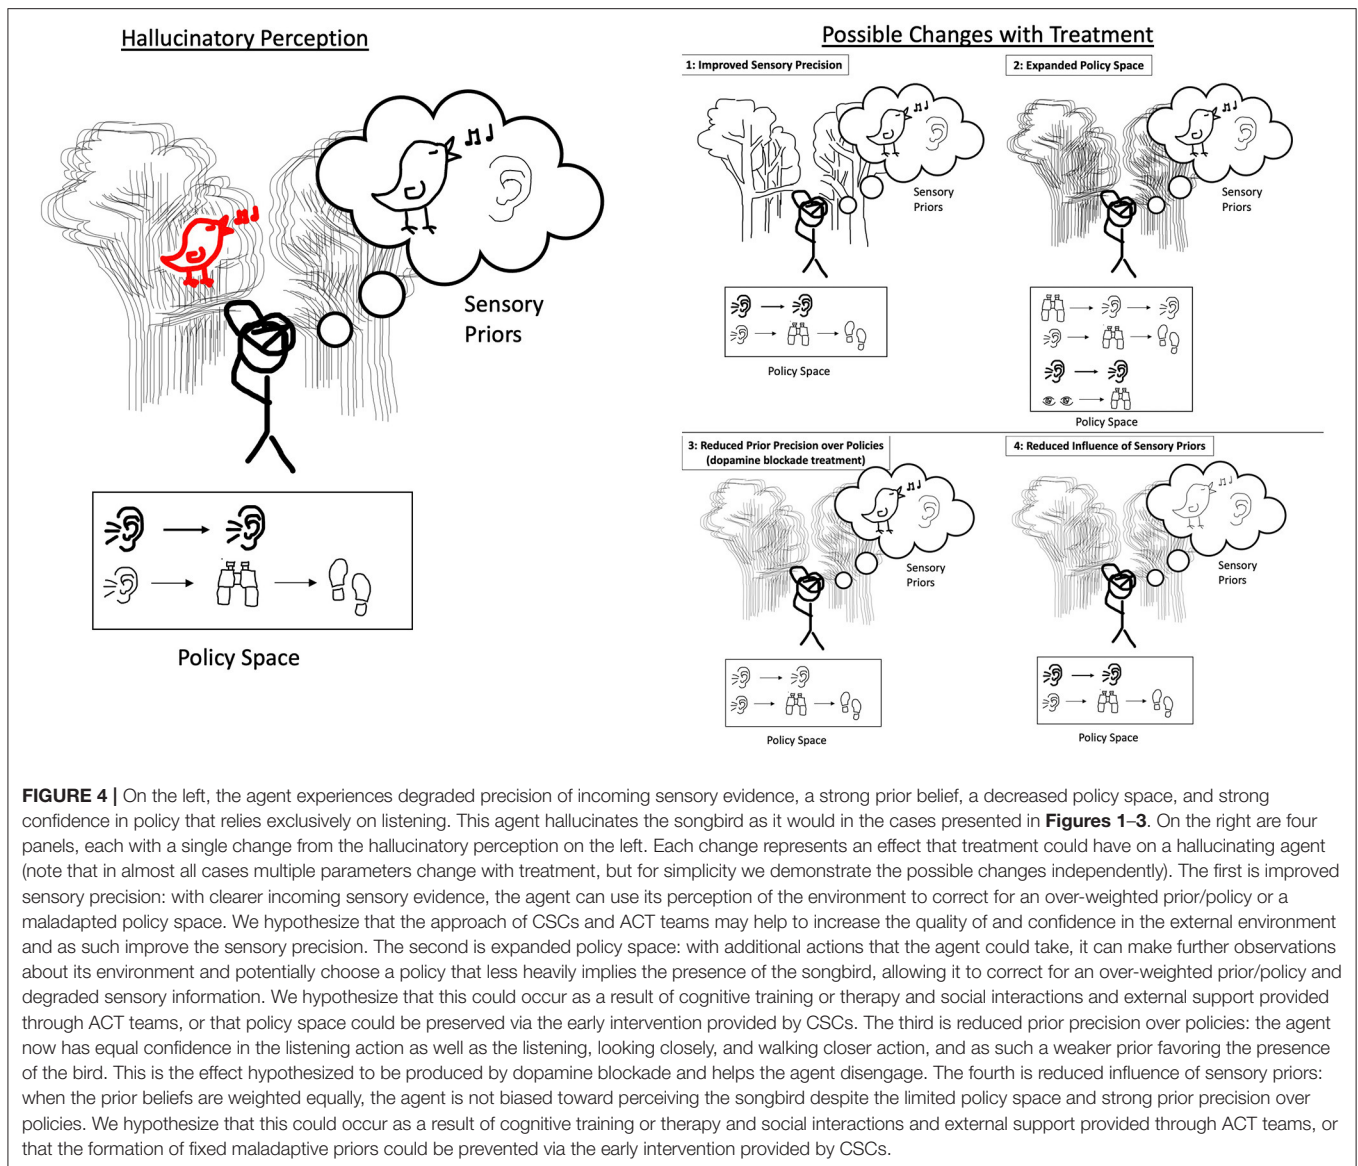 Hallucinatory Perception
Sensory
Priors
Policy Space
Possible Changes with Treatment
1: Improved Sensory Precision
Sensory
Priors
Policy Space
2: Expanded Policy Space
Sensory
Priors
Policy Space
3: Reduced Prior Precision over Policies
(dopamine blockade treatment)
Sensory
Priors
Policy Space
4: Reduced Influence of Sensory Priors
Sensory
Priors
Policy Space
FIGURE 4 | On the left, the agent experiences degraded precision of incoming sensory evidence, a strong prior belief, a decreased policy space, and strong
confidence in policy that relies exclusively on listening. This agent hallucinates the songbird as it would in the cases presented in Figures 1–3. On the right are four
panels, each with a single change from the hallucinatory perception on the left. Each change represents an effect that treatment could have on a hallucinating agent
(note that in almost all cases multiple parameters change with treatment, but for simplicity we demonstrate the possible changes independently). The first is improved
sensory precision: with clearer incoming sensory evidence, the agent can use its perception of the environment to correct for an over-weighted prior/policy or a
maladapted policy space. We hypothesize that the approach of CSCs and ACT teams may help to increase the quality of and confidence in the external environment
and as such improve the sensory precision. The second is expanded policy space: with additional actions that the agent could take, it can make further observations
about its environment and potentially choose a policy that less heavily implies the presence of the songbird, allowing it to correct for an over-weighted prior/policy and
degraded sensory information. We hypothesize that this could occur as a result of cognitive training or therapy and social interactions and external support provided
through ACT teams, or that policy space could be preserved via the early intervention provided by CSCs. The third is reduced prior precision over policies: the agent
now has equal confidence in the listening action as well as the listening, looking closely, and walking closer action, and as such a weaker prior favoring the presence
of the bird. This is the effect hypothesized to be produced by dopamine blockade and helps the agent disengage. The fourth is reduced influence of sensory priors:
when the prior beliefs are weighted equally, the agent is not biased toward perceiving the songbird despite the limited policy space and strong prior precision over
policies. We hypothesize that this could occur as a result of cognitive training or therapy and social interactions and external support provided through ACT teams, or
that the formation of fixed maladaptive priors could be prevented via the early intervention provided by CSCs.